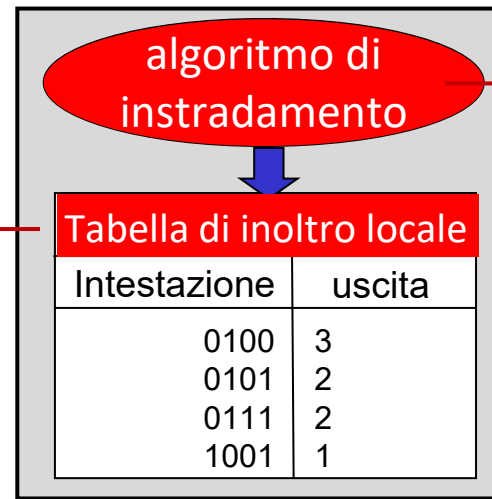 algoritmo di
instradamento
Tabella di inoltro locale
Intestazione uscita
0100 3
0101 2
0111 2
1001 1